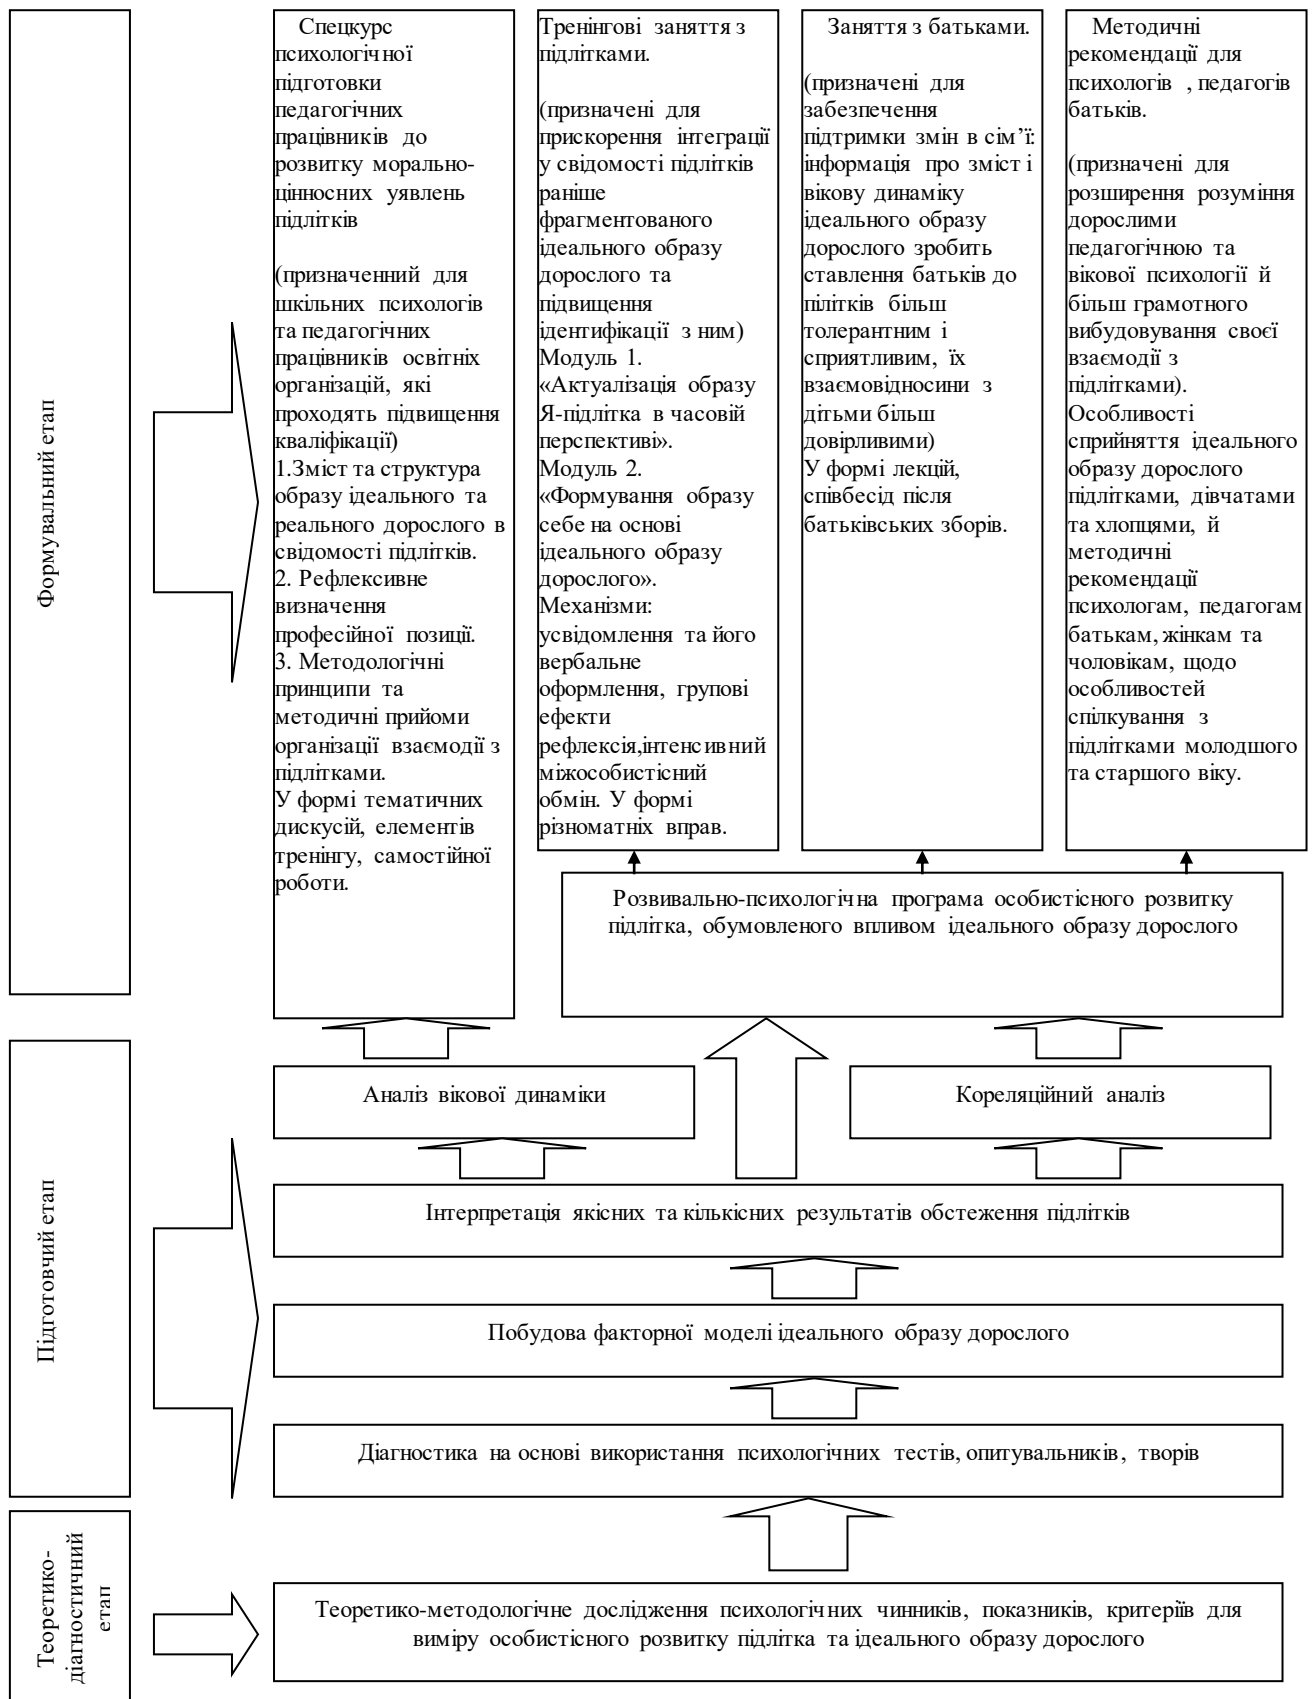 Формувальний етап
Спецкурс
психологічної
підготовки
педагогічних
працівників до
розвитку морально-
цінносних уявлень
підлітків
(призначенний для
шкільних психологів
та педагогічних
працівників освітніх
організацій, які
проходять підвищення
кваліфікації)
1.Зміст та структура
образу ідеального та
реального дорослого в
свідомості підлітків.
2. Рефлексивне
визначення
професійної позиції.
3. Методологічні
принципи та
методичні прийоми
організації взаємодії з
підлітками.
У формі тематичних
дискусій, елементів
тренінгу, самостійної
роботи.
Тренінгові заняття з
підлітками.
(призначені для
прискорення інтеграції
у свідомості підлітків
раніше
фрагментованого
ідеального образу
дорослого та
підвищення
ідентифікації з ним)
Модуль 1.
«Актуалізація образу
Я-підлітка в часовій
перспективі».
Модуль 2.
«Формування образу
себе на основі
ідеального образу
дорослого».
Механізми:
усвідомлення та його
вербальне
оформлення, групові
ефекти
рефлексія,інтенсивний
міжособистісний
обмін. У формі
різноматніх вправ.
Заняття з батьками.
(призначені для
забезпечення
підтримки змін в сім’ї:
інформація про зміст і
вікову динаміку
ідеального образу
дорослого зробить
ставлення батьків до
пілітків більш
толерантним і
сприятливим, їх
взаємовідносини з
дітьми більш
довірливими)
У формі лекцій,
співбесід після
батьківських зборів.
Методичні
рекомендації для
психологів , педагогів
батьків.
(призначені для
розширення розуміння
дорослими
педагогічною та
вікової психології й
більш грамотного
вибудовування своєї
взаємодії з
підлітками).
Особливості
сприйняття ідеального
образу дорослого
підлітками, дівчатами
та хлопцями, й
методичні
рекомендації
психологам, педагогам
батькам, жінкам та
чоловікам, щодо
особливостей
спілкування з
підлітками молодшого
та старшого віку.
Розвивально-психологічна програма особистісного розвитку
підлітка, обумовленого впливом ідеального образу дорослого
Підготовчий етап
Аналіз вікової динаміки
Кореляційний аналіз
Інтерпретація якісних та кількісних результатів обстеження підлітків
Побудова факторної моделі ідеального образу дорослого
Діагностика на основі використання психологічних тестів, опитувальників, творів
Теоретико-
діагностичний
етап
Теоретико-методологічне дослідження психологічних чинників, показників, критеріїв для
виміру особистісного розвитку підлітка та ідеального образу дорослого